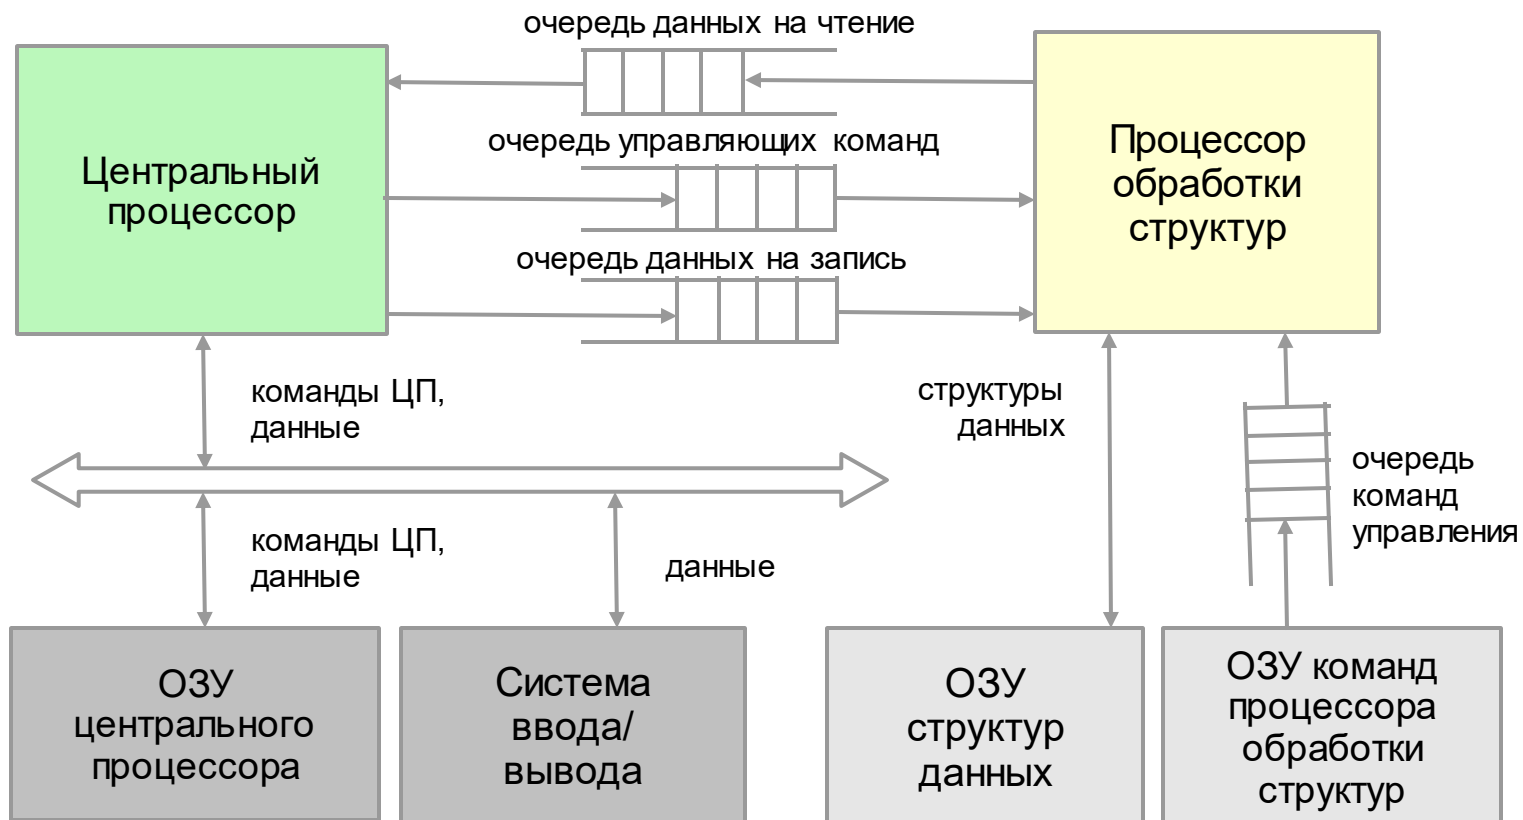 очередь данных на чтение
Центральный
процессор
очередь управляющих команд
Процессор
обработки
структур
очередь данных на запись
команды ЦП,
данные
структуры
данных
очередь
команд
управления
команды ЦП,
данные
данные
ОЗУ
центрального
процессора
Система
ввода/
вывода
ОЗУ
структур
данных
ОЗУ команд
процессора
обработки
структур